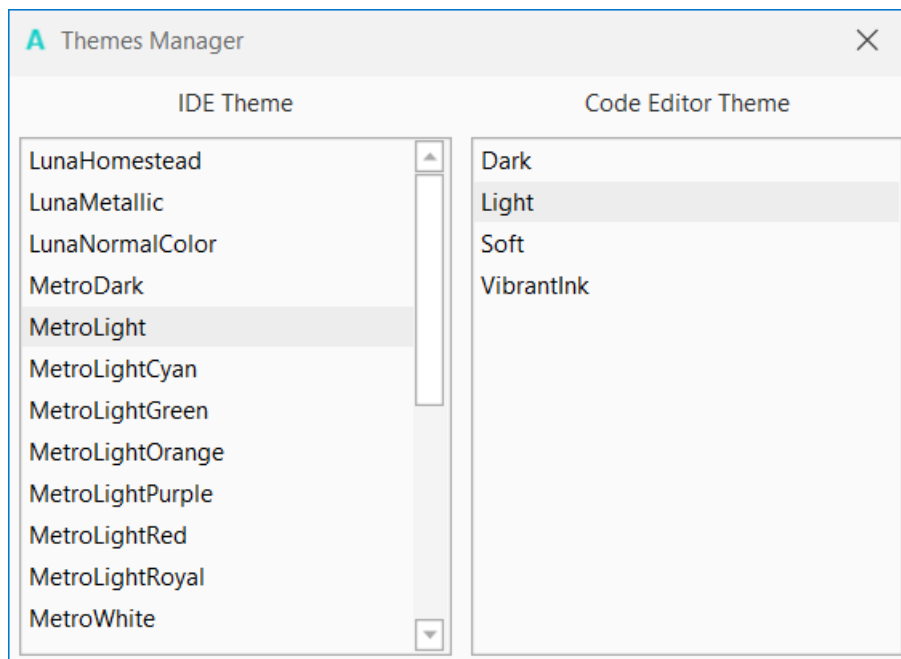 A Themes Manager
IDE Theme
LunaHomestead
LunaMetallic
LunaNormalColor
MetroDark
MetroLight
MetroLightCyan
MetroLightGreen
MetroLightOrange
MetroLightPurple
MetroLightRed
MetroLightRoyal
MetroWhite
Code Editor Theme
Dark
Light
Soft
VibrantInk